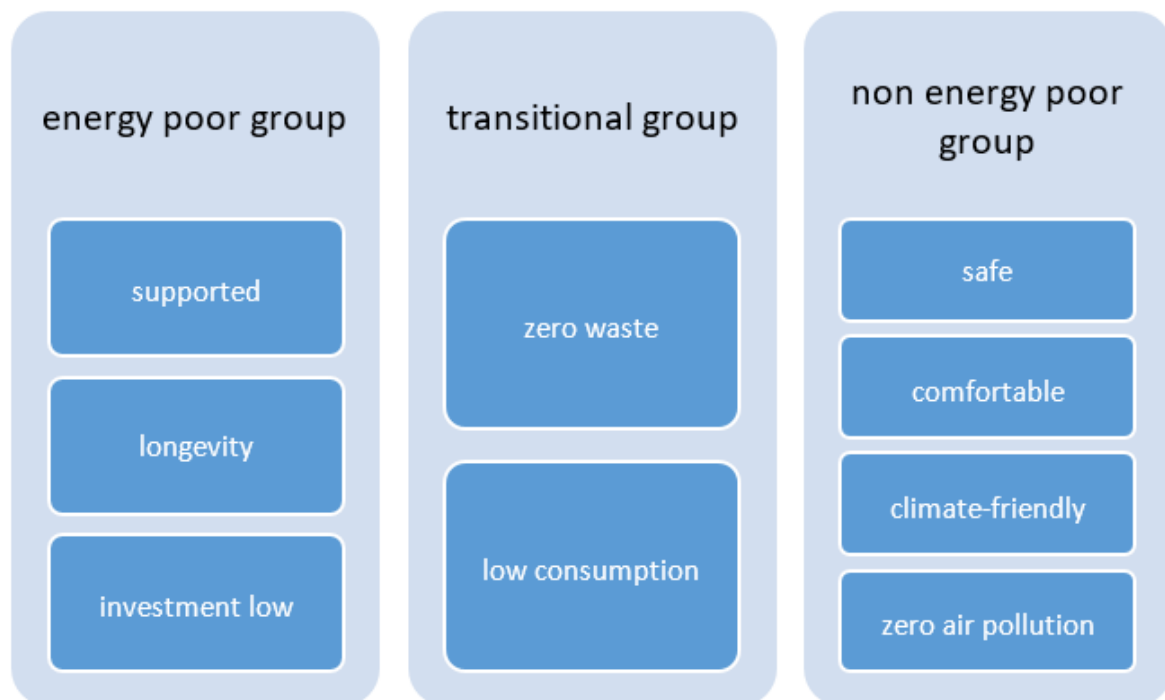 energy poor group
supported
longevity
investment low
transitional group
zero waste
low consumption
non energy poor
group
safe
comfortable
climate-friendly
zero air pollution